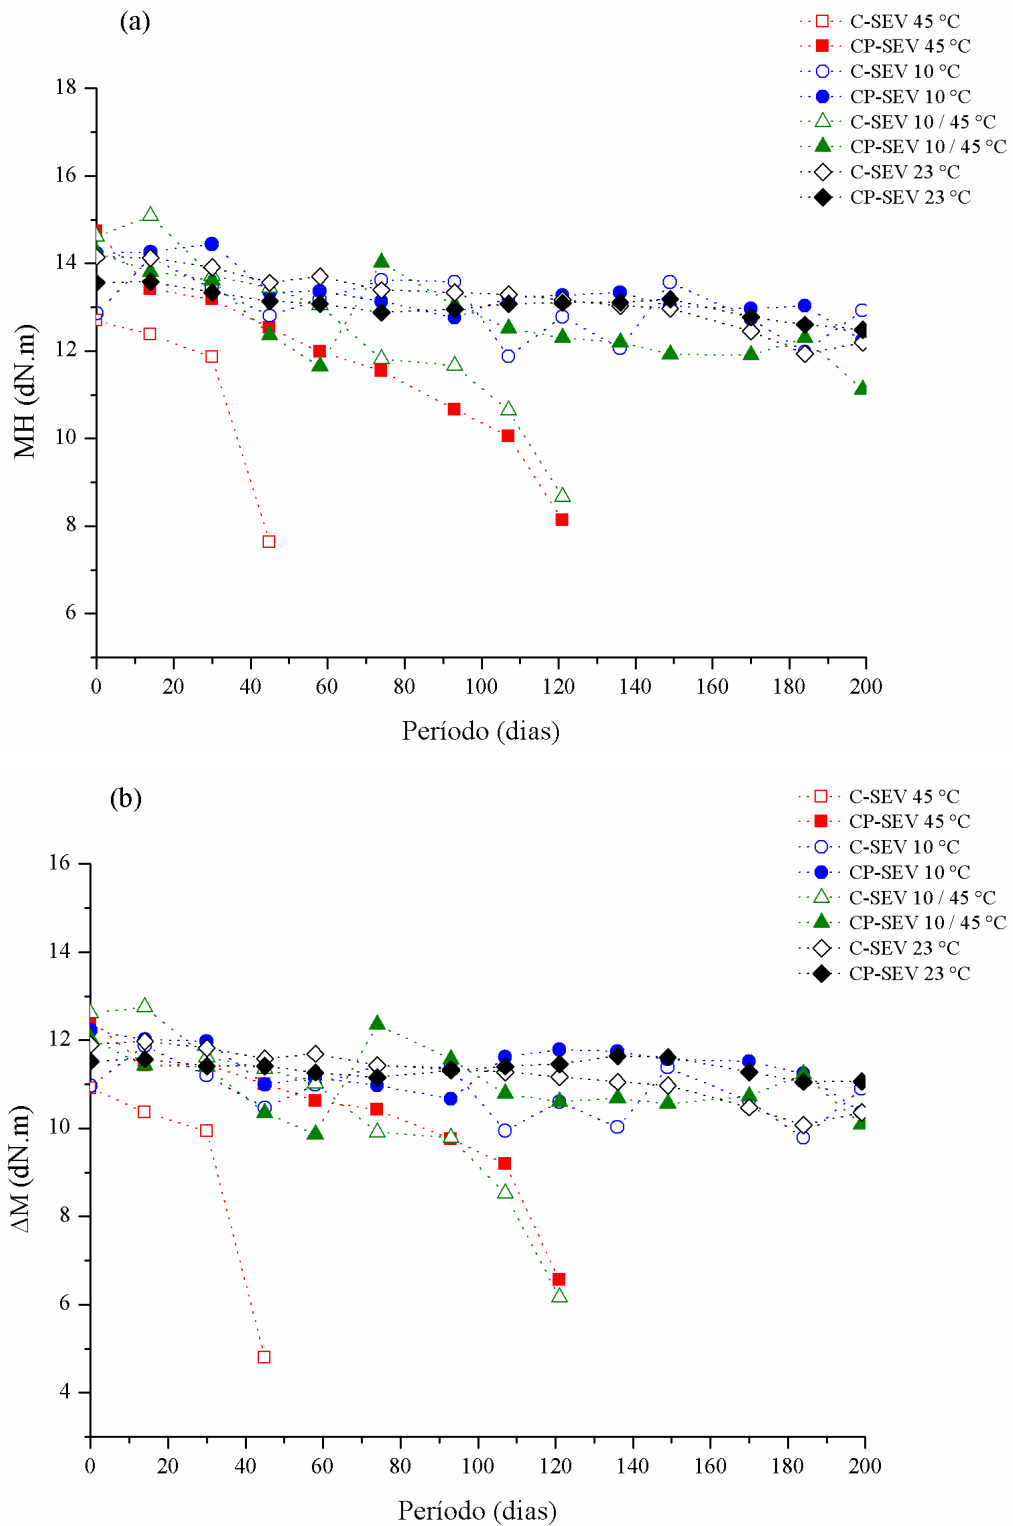 (a)
C-SEV 45 °C
CP-SEV 45 °C
C-SEV 10 °C
CP-SEV 10 °C
C-SEV 10 / 45 °C
CP-SEV 10 / 45 °C
C-SEV 23 °C
CP-SEV 23 °C
18
16
14
12
10
8
6
MH (dN.m)
0 20 40 60 80 100 120 140 160 180 200
Período (dias)
(b)
C-SEV 45 °C
CP-SEV 45 °C
C-SEV 10 °C
CP-SEV 10 °C
C-SEV 10 / 45 °C
CP-SEV 10 / 45 °C
C-SEV 23 °C
CP-SEV 23 °C
16
14
12
10
8
6
4
ΔM (dN.m)
0 20 40 60 80 100 120 140 160 180 200
Período (dias)